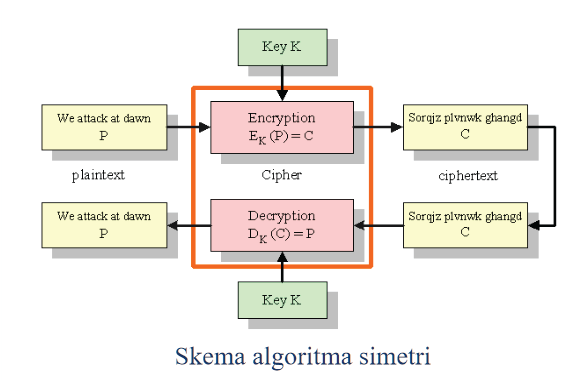 Key K
We attack at dawn
P
Encryption
E_K (P) = C
Sorqjz plvnwk ghangd
C
plaintext
Cipher
ciphertext
We attack at dawn
P
Decryption
D_K (C) = P
Sorqjz plvnwk ghangd
C
Key K
Skema algoritma simetri